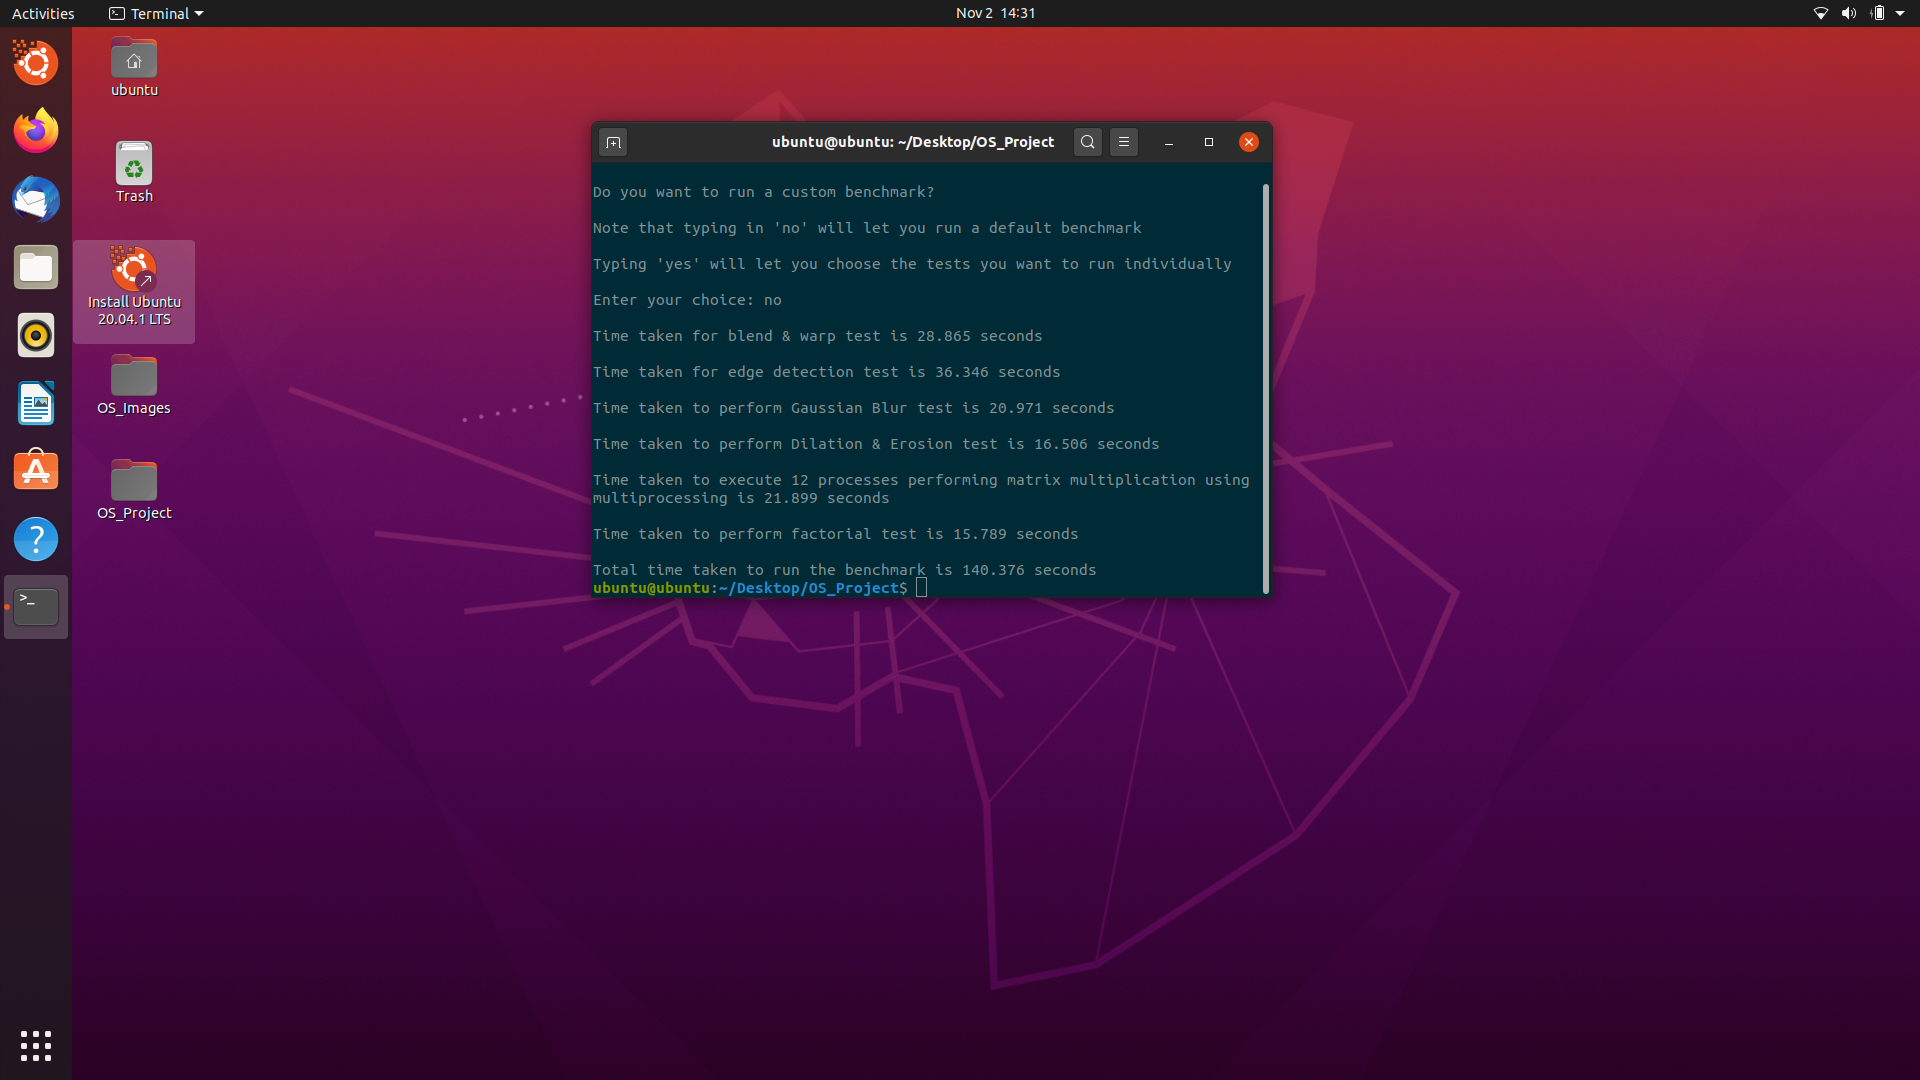 Activities
Terminal
Nov 2 14:31
ubuntu
Trash
Install Ubuntu
20.04.1 LTS
OS_Images
OS_Project
ubuntu@ubuntu: ~/Desktop/OS_Project
Do you want to run a custom benchmark?
Note that typing in 'no' will let you run a default benchmark
Typing 'yes' will let you choose the tests you want to run individually
Enter your choice: no
Time taken for blend & warp test is 28.865 seconds
Time taken for edge detection test is 36.346 seconds
Time taken to perform Gaussian Blur test is 20.971 seconds
Time taken to perform Dilation & Erosion test is 16.506 seconds
Time taken to execute 12 processes performing matrix multiplication using
multiprocessing is 21.899 seconds
Time taken to perform factorial test is 15.789 seconds
Total time taken to run the benchmark is 140.376 seconds
ubuntu@ubuntu:~/Desktop/OS_Project$